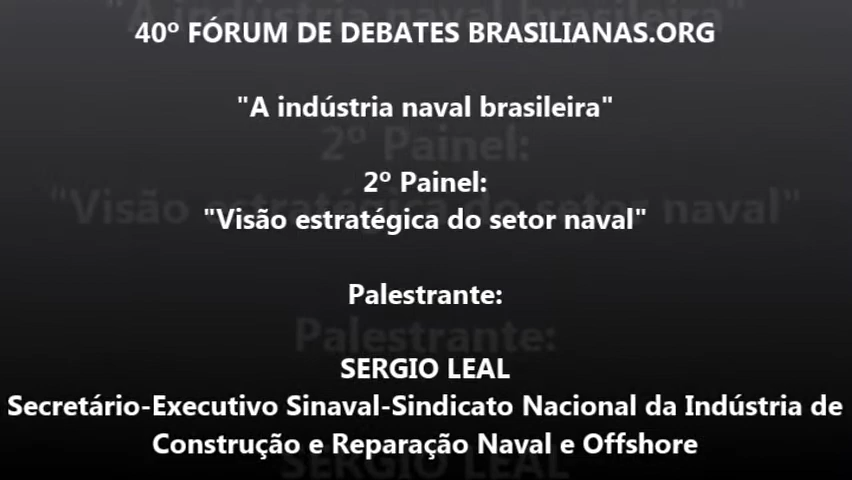 40º FÓRUM DE DEBATES BRASILIANAS.ORG
"A indústria naval brasileira"
2º Painel:
"Visão estratégica do setor naval"
Palestrante:
SERGIO LEAL
Secretário-Executivo Sinaval-Sindicato Nacional da Indústria de
Construção e Reparação Naval e Offshore